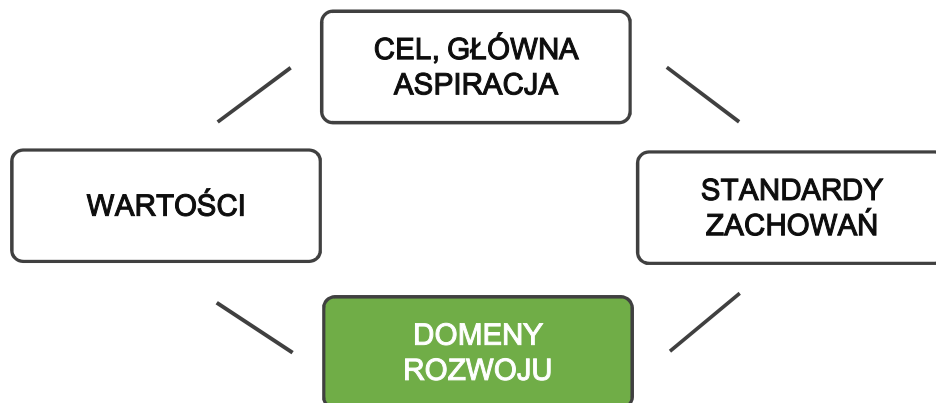 CEL, GŁÓWNA
ASPIRACJA
WARTOŚCI
STANDARDY
ZACHOWAŃ
DOMENY
ROZWOJU